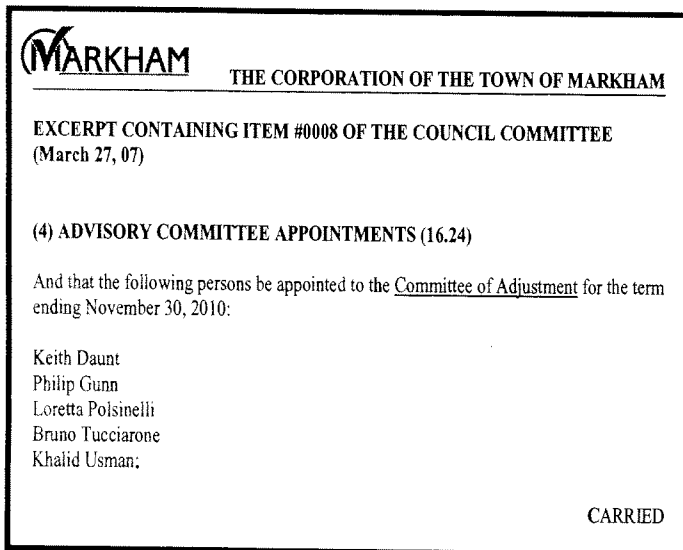 MARKHAM
THE CORPORATION OF THE TOWN OF MARKHAM
EXCERPT CONTAINING ITEM #0008 OF THE COUNCIL COMMITTEE
(March 27, 07)
(4) ADVISORY COMMITTEE APPOINTMENTS (16.24)
And that the following persons be appointed to the Committee of Adjustment for the term
ending November 30, 2010:
Keith Daunt
Philip Gunn
Loretta Polsinelli
Bruno Tucciarone
Khalid Usman;
CARRIED